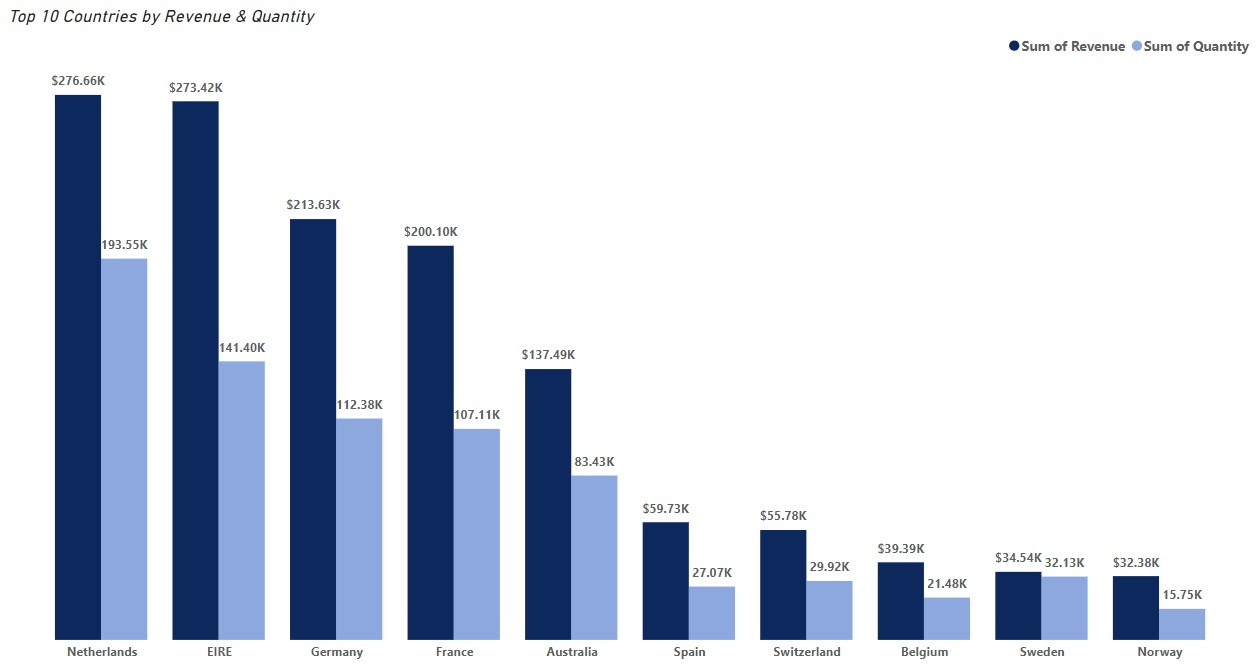 Top 10 Countries by Revenue & Quantity
Sum of Revenue Sum of Quantity
$276.66K
193.55K
$273.42K
141.40K
$213.63K
112.38K
$200.10K
107.11K
$137.49K
83.43K
$59.73K
27.07K
$55.78K
29.92K
$39.39K
21.48K
$34.54K
32.13K
$32.38K
15.75K
Netherlands EIRE Germany France Australia Spain Switzerland Belgium Sweden Norway